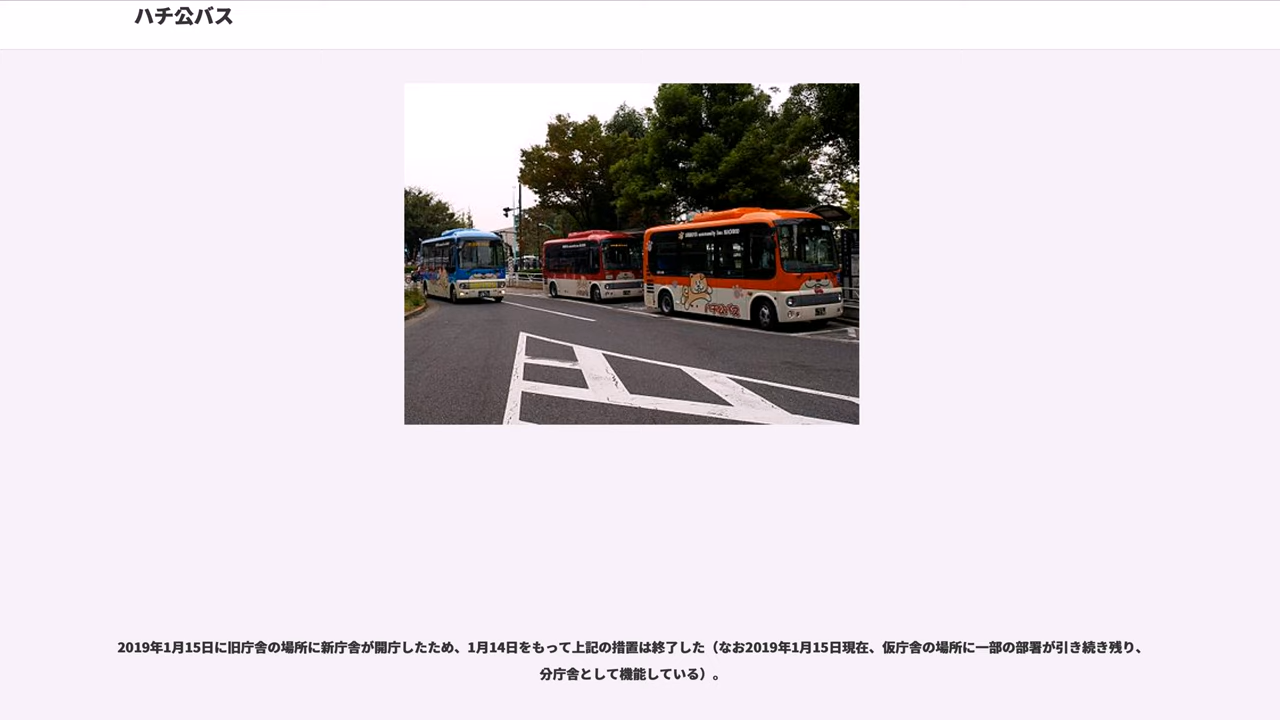 ハチ公バス
ハチ公バス
2019年1月15日に旧庁舎の場所に新庁舎が開庁したため、1月14日をもって上記の措置は終了した（なお2019年1月15日現在、仮庁舎の場所に一部の部署が引き続き残り、
分庁舎として機能している）。